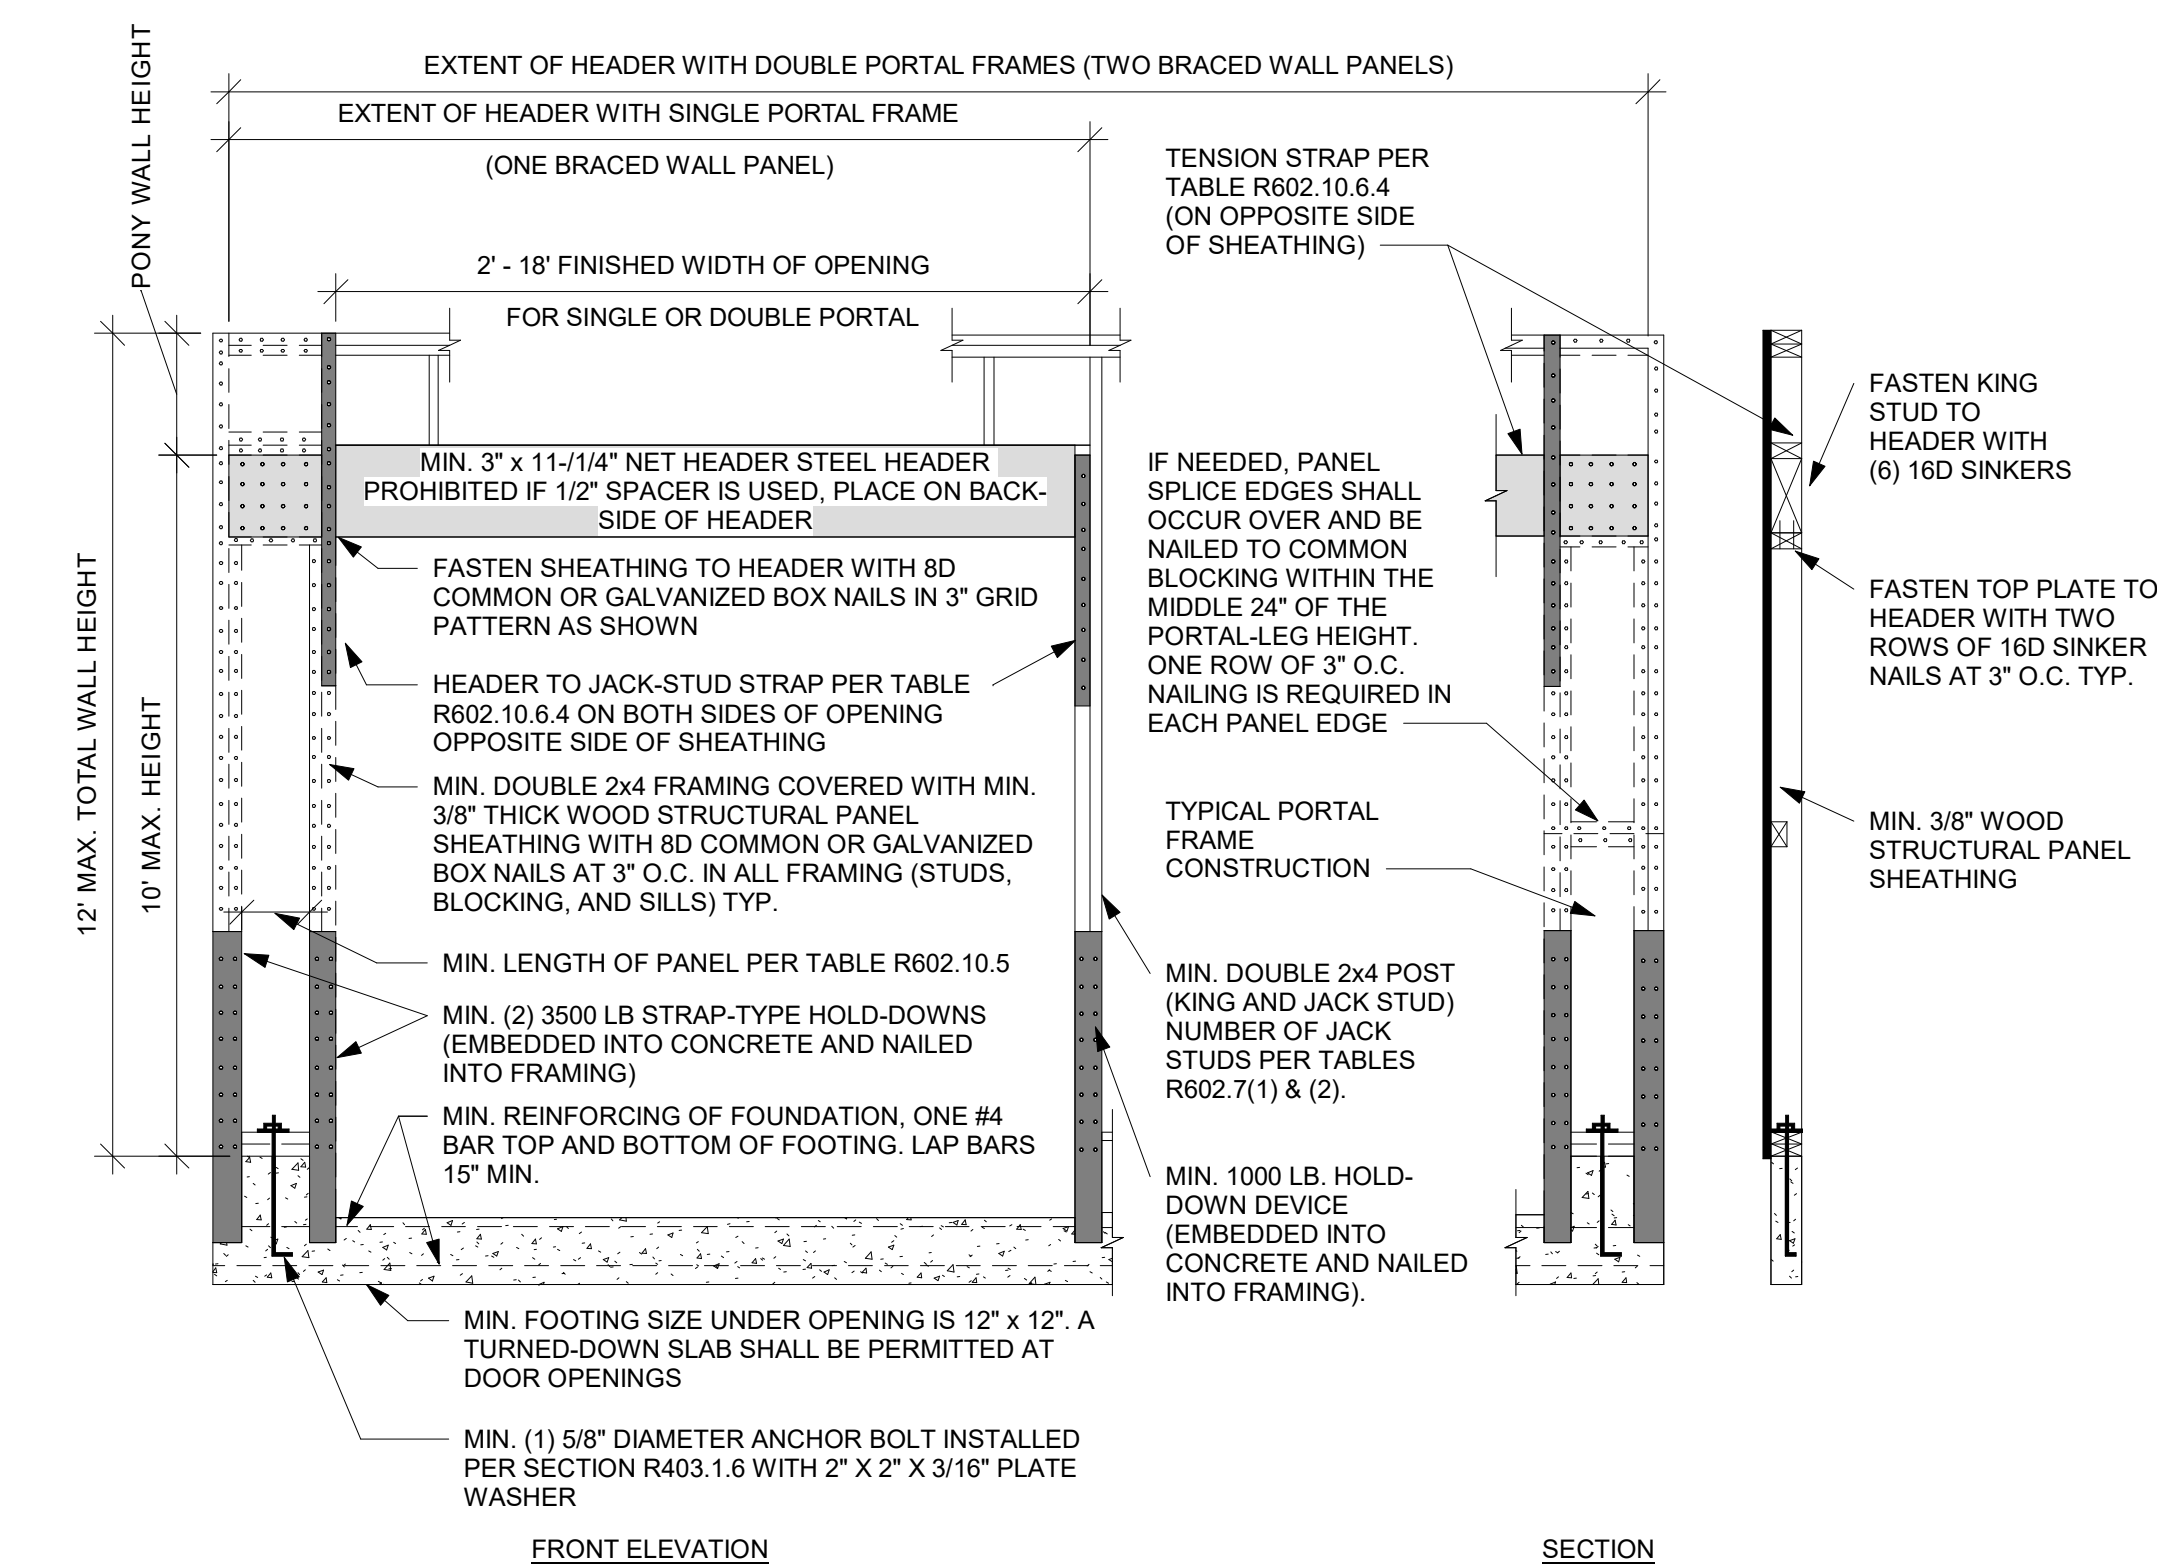 EXTENT OF HEADER WITH DOUBLE PORTAL FRAMES (TWO BRACED WALL PANELS)
EXTENT OF HEADER WITH SINGLE PORTAL FRAME
(ONE BRACED WALL PANEL)
2' - 18' FINISHED WIDTH OF OPENING
FOR SINGLE OR DOUBLE PORTAL
PONY WALL HEIGHT
12' MAX. TOTAL WALL HEIGHT
10' MAX. HEIGHT
MIN. 3" x 11-/1/4" NET HEADER STEEL HEADER
PROHIBITED IF 1/2" SPACER IS USED, PLACE ON BACK-
SIDE OF HEADER
FASTEN SHEATHING TO HEADER WITH 8D
COMMON OR GALVANIZED BOX NAILS IN 3" GRID
PATTERN AS SHOWN
HEADER TO JACK-STUD STRAP PER TABLE
R602.10.6.4 ON BOTH SIDES OF OPENING
OPPOSITE SIDE OF SHEATHING
MIN. DOUBLE 2x4 FRAMING COVERED WITH MIN.
3/8" THICK WOOD STRUCTURAL PANEL
SHEATHING WITH 8D COMMON OR GALVANIZED
BOX NAILS AT 3" O.C. IN ALL FRAMING (STUDS,
BLOCKING, AND SILLS) TYP.
MIN. LENGTH OF PANEL PER TABLE R602.10.5
MIN. (2) 3500 LB STRAP-TYPE HOLD-DOWNS
(EMBEDDED INTO CONCRETE AND NAILED
INTO FRAMING)
MIN. REINFORCING OF FOUNDATION, ONE #4
BAR TOP AND BOTTOM OF FOOTING. LAP BARS
15" MIN.
MIN. FOOTING SIZE UNDER OPENING IS 12" x 12". A
TURNED-DOWN SLAB SHALL BE PERMITTED AT
DOOR OPENINGS
MIN. (1) 5/8" DIAMETER ANCHOR BOLT INSTALLED
PER SECTION R403.1.6 WITH 2" X 2" X 3/16" PLATE
WASHER
FRONT ELEVATION
TENSION STRAP PER
TABLE R602.10.6.4
(ON OPPOSITE SIDE
OF SHEATHING)
IF NEEDED, PANEL
SPLICE EDGES SHALL
OCCUR OVER AND BE
NAILED TO COMMON
BLOCKING WITHIN THE
MIDDLE 24" OF THE
PORTAL-LEG HEIGHT.
ONE ROW OF 3" O.C.
NAILING IS REQUIRED IN
EACH PANEL EDGE
TYPICAL PORTAL
FRAME
CONSTRUCTION
MIN. DOUBLE 2x4 POST
(KING AND JACK STUD)
NUMBER OF JACK
STUDS PER TABLES
R602.7(1) & (2).
MIN. 1000 LB. HOLD-
DOWN DEVICE
(EMBEDDED INTO
CONCRETE AND NAILED
INTO FRAMING).
FASTEN KING
STUD TO
HEADER WITH
(6) 16D SINKERS
FASTEN TOP PLATE TO
HEADER WITH TWO
ROWS OF 16D SINKER
NAILS AT 3" O.C. TYP.
MIN. 3/8" WOOD
STRUCTURAL PANEL
SHEATHING
SECTION